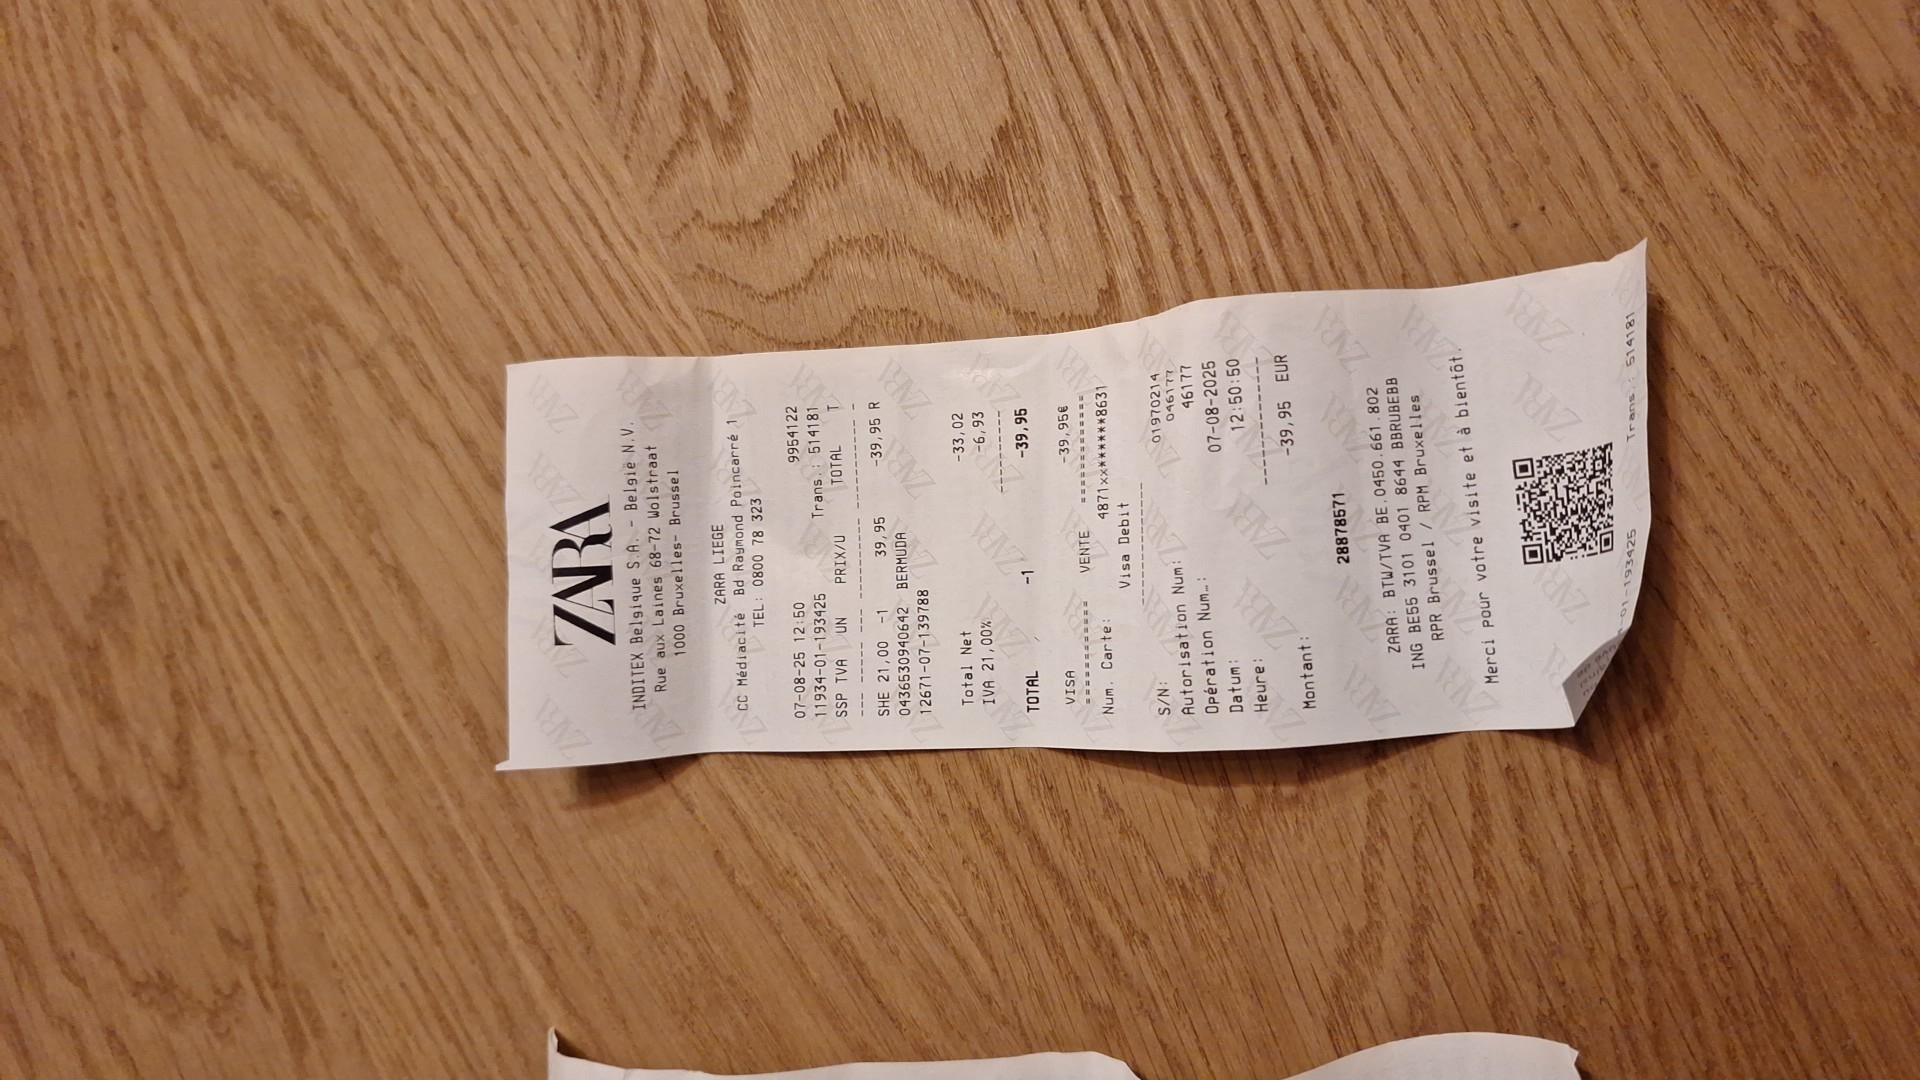 ZARA
INDITEX Belgique S.A. - België N.V.
Rue aux Laines 68-72 Wolstraat
1000 Bruxelles- Brussel
ZARA LIEGE
CC Médiacité Bd Raymond Poincarré 1
TEL: 0800 78 323
07-08-25 12:50 9954122
11934-01-193425 Trans.: 514181
SSP TVA UN PRIX/U TOTAL T
--- ----- --- ---------- ------------ -
SHE 21,00 -1 39,95 -39,95 R
04366530940642 BERMUDA
12671-07-139788
Total Net -33,02
IVA 21,00% -6,93
----------
TOTAL -1 -39,95
VISA -39,95€
============ VENTE ============
Num. Carte: 4871xx******8631
Visa Debit
----------------
S/N: 01970214
Autorisation Num: 046177
Opération Num..: 46177
Datum: 07-08-2025
Heure: 12:50:50
----------------
Montant: -39,95 EUR
28878571
ZARA: BTW/TVA BE.0450.661.802
ING BE55 3101 0401 8644 BBRUBEBB
RPR Brussel / RPM Bruxelles
Merci pour votre visite et à bientôt.
-01-193425 Trans.: 514181